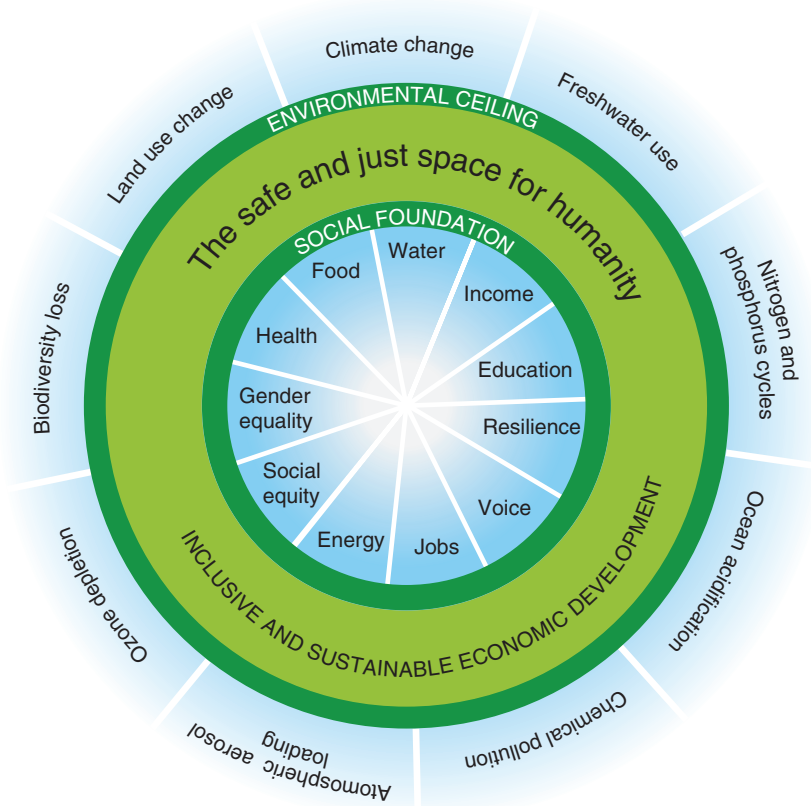 Climate change
Freshwater use
Nitrogen and
phosphorus cycles
Ocean acidification
Chemical pollution
Atomospheric aerosol
loading
Ozone depletion
Biodiversity loss
Land use change
ENVIRONMENTAL CEILING
The safe and just space for humanity
SOCIAL FOUNDATION
Water
Income
Education
Resilience
Voice
Jobs
Energy
Social
equity
Gender
equality
Health
Food
INCLUSIVE AND SUSTAINABLE ECONOMIC DEVELOPMENT